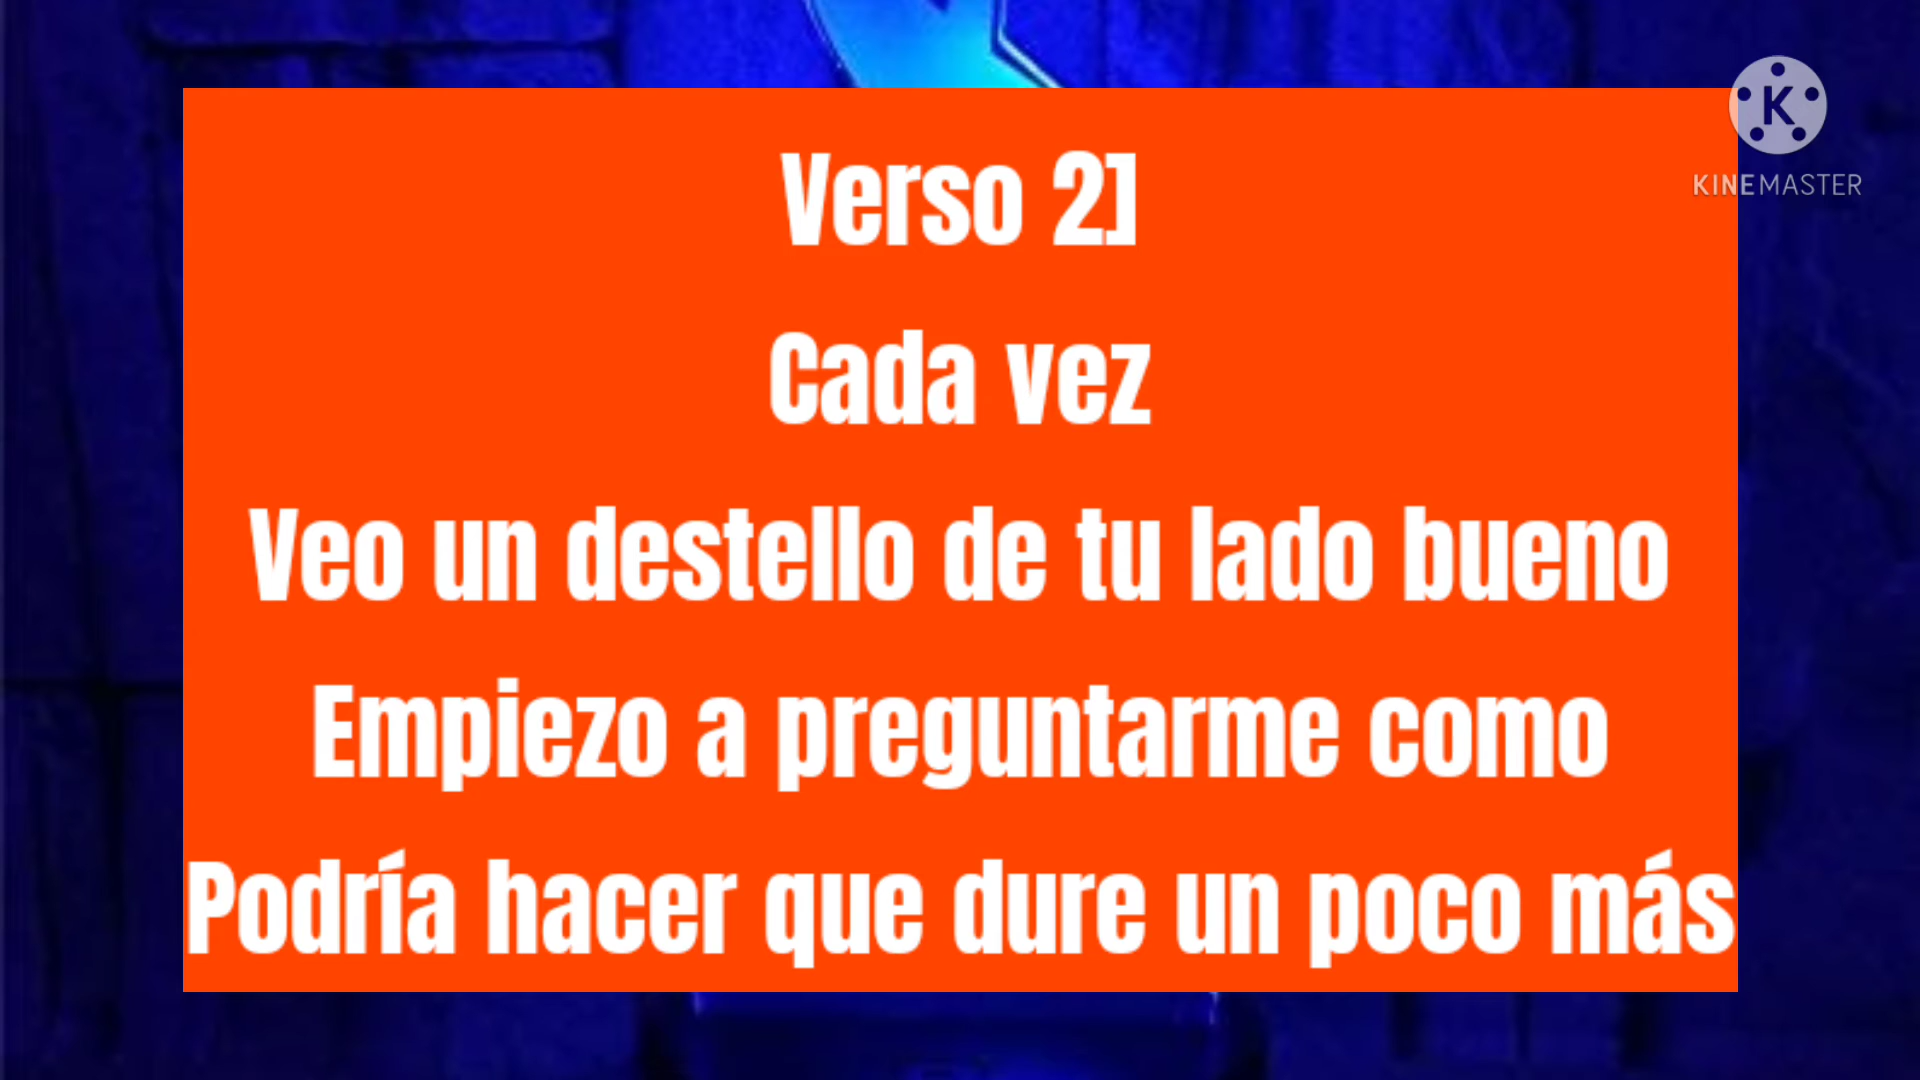 Verso 2]
Cada vez
Veo un destello de tu lado bueno
Empiezo a preguntarme como
Podría hacer que dure un poco más
K
KINEMASTER